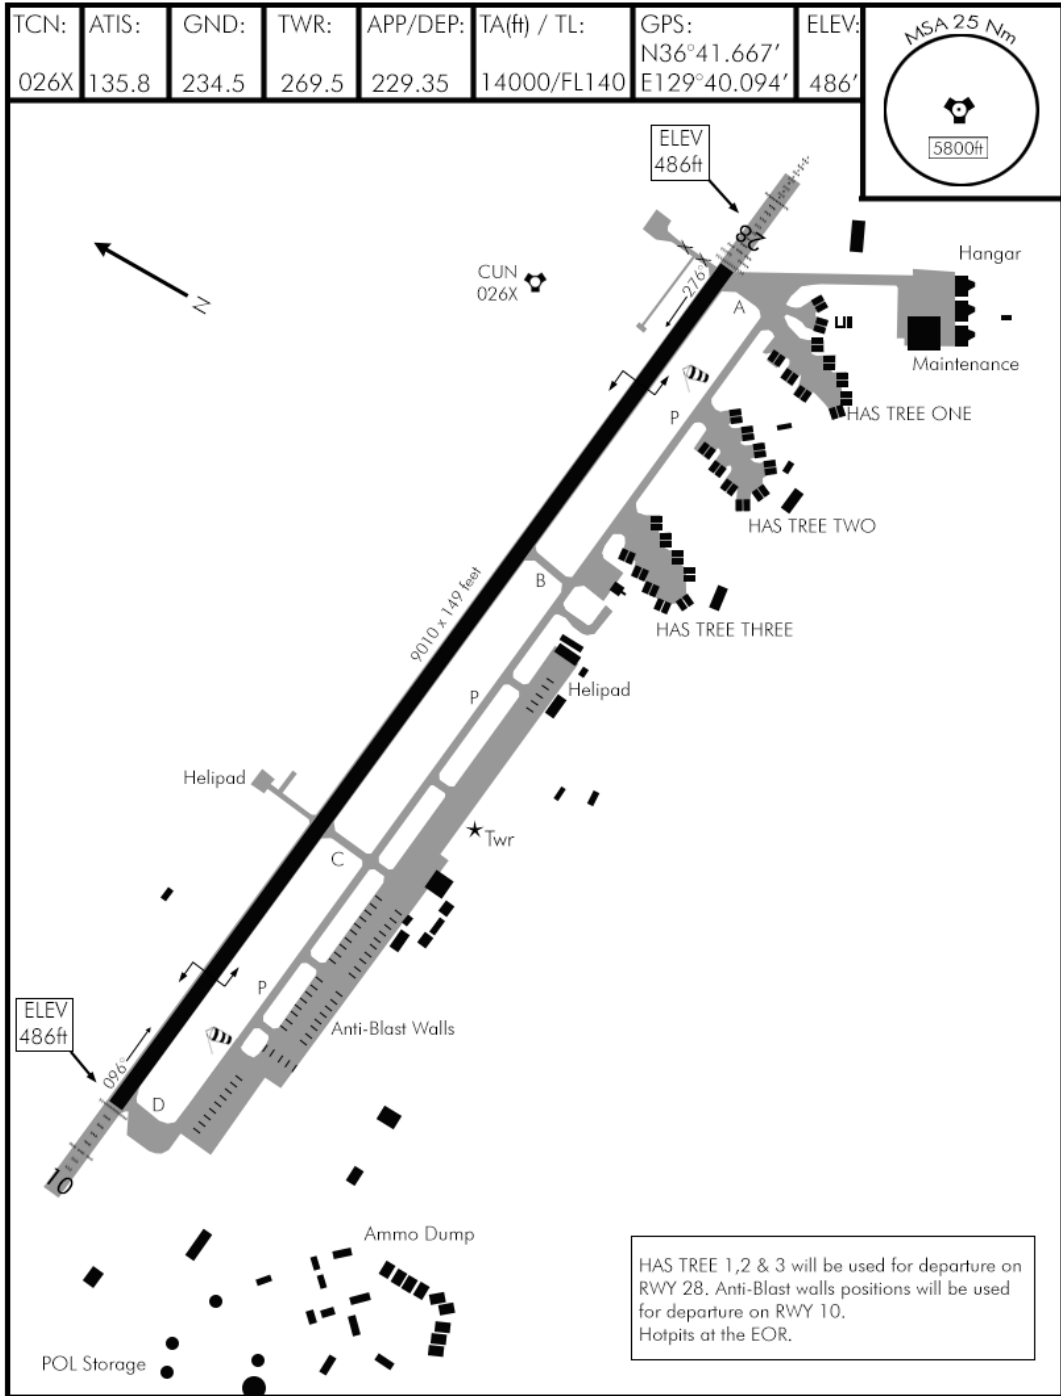 TCN: ATIS: GND: TWR: APP/DEP: TA(ft) / TL: GPS: ELEV:
N36°41.667′
026X 135.8 234.5 269.5 229.35 14000/FL140 E129°40.094′ 486′
MSA 25 Nm
5800ft
ELEV
486ft
28
276°
X
X
N
CUN
026X
Hangar
A
Maintenance
HAS TREE ONE
P
HAS TREE TWO
B
9010 x 149 feet
HAS TREE THREE
P
Helipad
Helipad
Twr
C
P
ELEV
486ft
Anti-Blast Walls
096°
D
10
Ammo Dump
HAS TREE 1,2 & 3 will be used for departure on
RWY 28. Anti-Blast walls positions will be used
for departure on RWY 10.
Hotpits at the EOR.
POL Storage